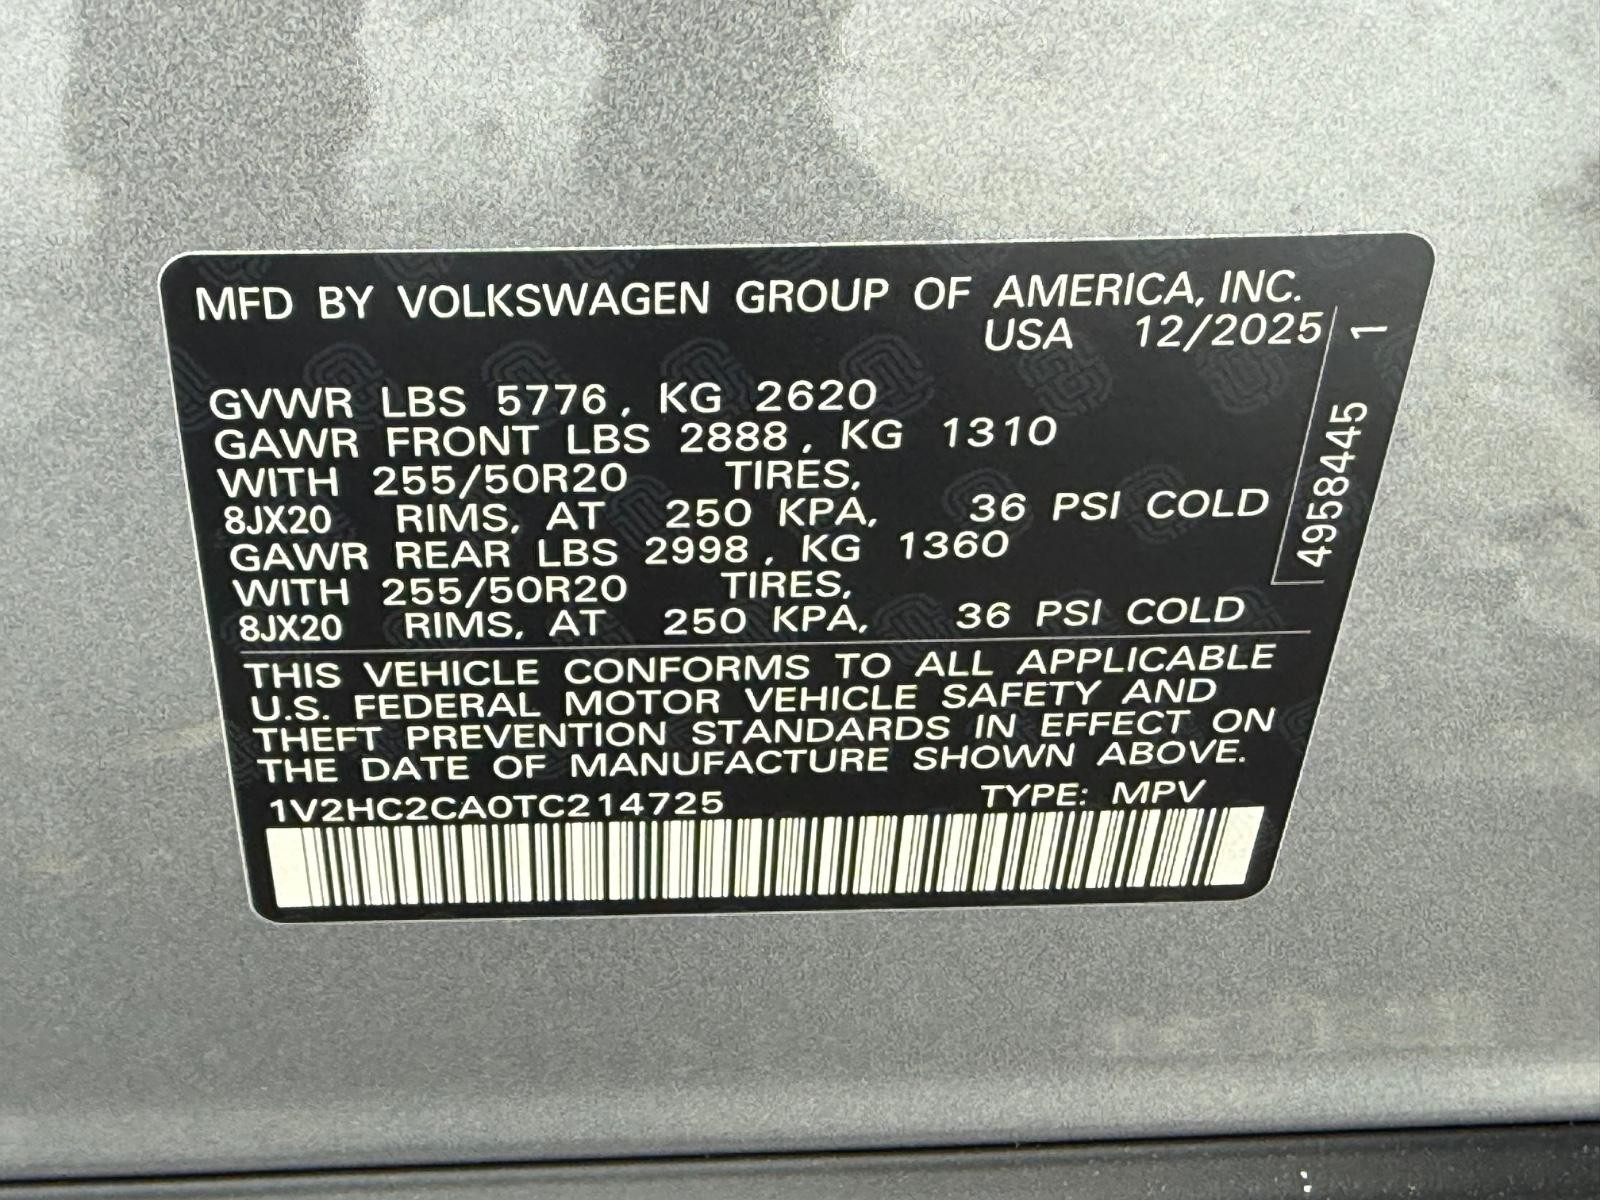 MFD BY VOLKSWAGEN GROUP OF AMERICA, INC.
USA 12/2025
GVWR LBS 5776, KG 2620
GAWR FRONT LBS 2888, KG 1310
WITH 255/50R20 TIRES,
8JX20 RIMS, AT 250 KPA, 36 PSI COLD
GAWR REAR LBS 2998, KG 1360
WITH 255/50R20 TIRES,
8JX20 RIMS, AT 250 KPA, 36 PSI COLD
THIS VEHICLE CONFORMS TO ALL APPLICABLE
U.S. FEDERAL MOTOR VEHICLE SAFETY AND
THEFT PREVENTION STANDARDS IN EFFECT ON
THE DATE OF MANUFACTURE SHOWN ABOVE.
1V2HC2CA0TC214725 TYPE: MPV
49584445 1